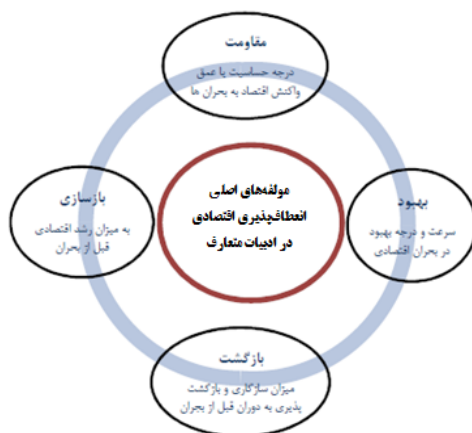 مقاومت
درجه حساسیت یا عمق
واکنش اقتصاد به بحران ها
مولفه‌های اصلی
انعطاف‌پذیری اقتصادی
در ادبیات متعارف
بهبود
سرعت و درجه بهبود
در بحران اقتصادی
بازسازی
به میزان رشد اقتصادی
قبل از بحران
بازگشت
میزان سازگاری و بازگشت
پذیری به دوران قبل از بحران